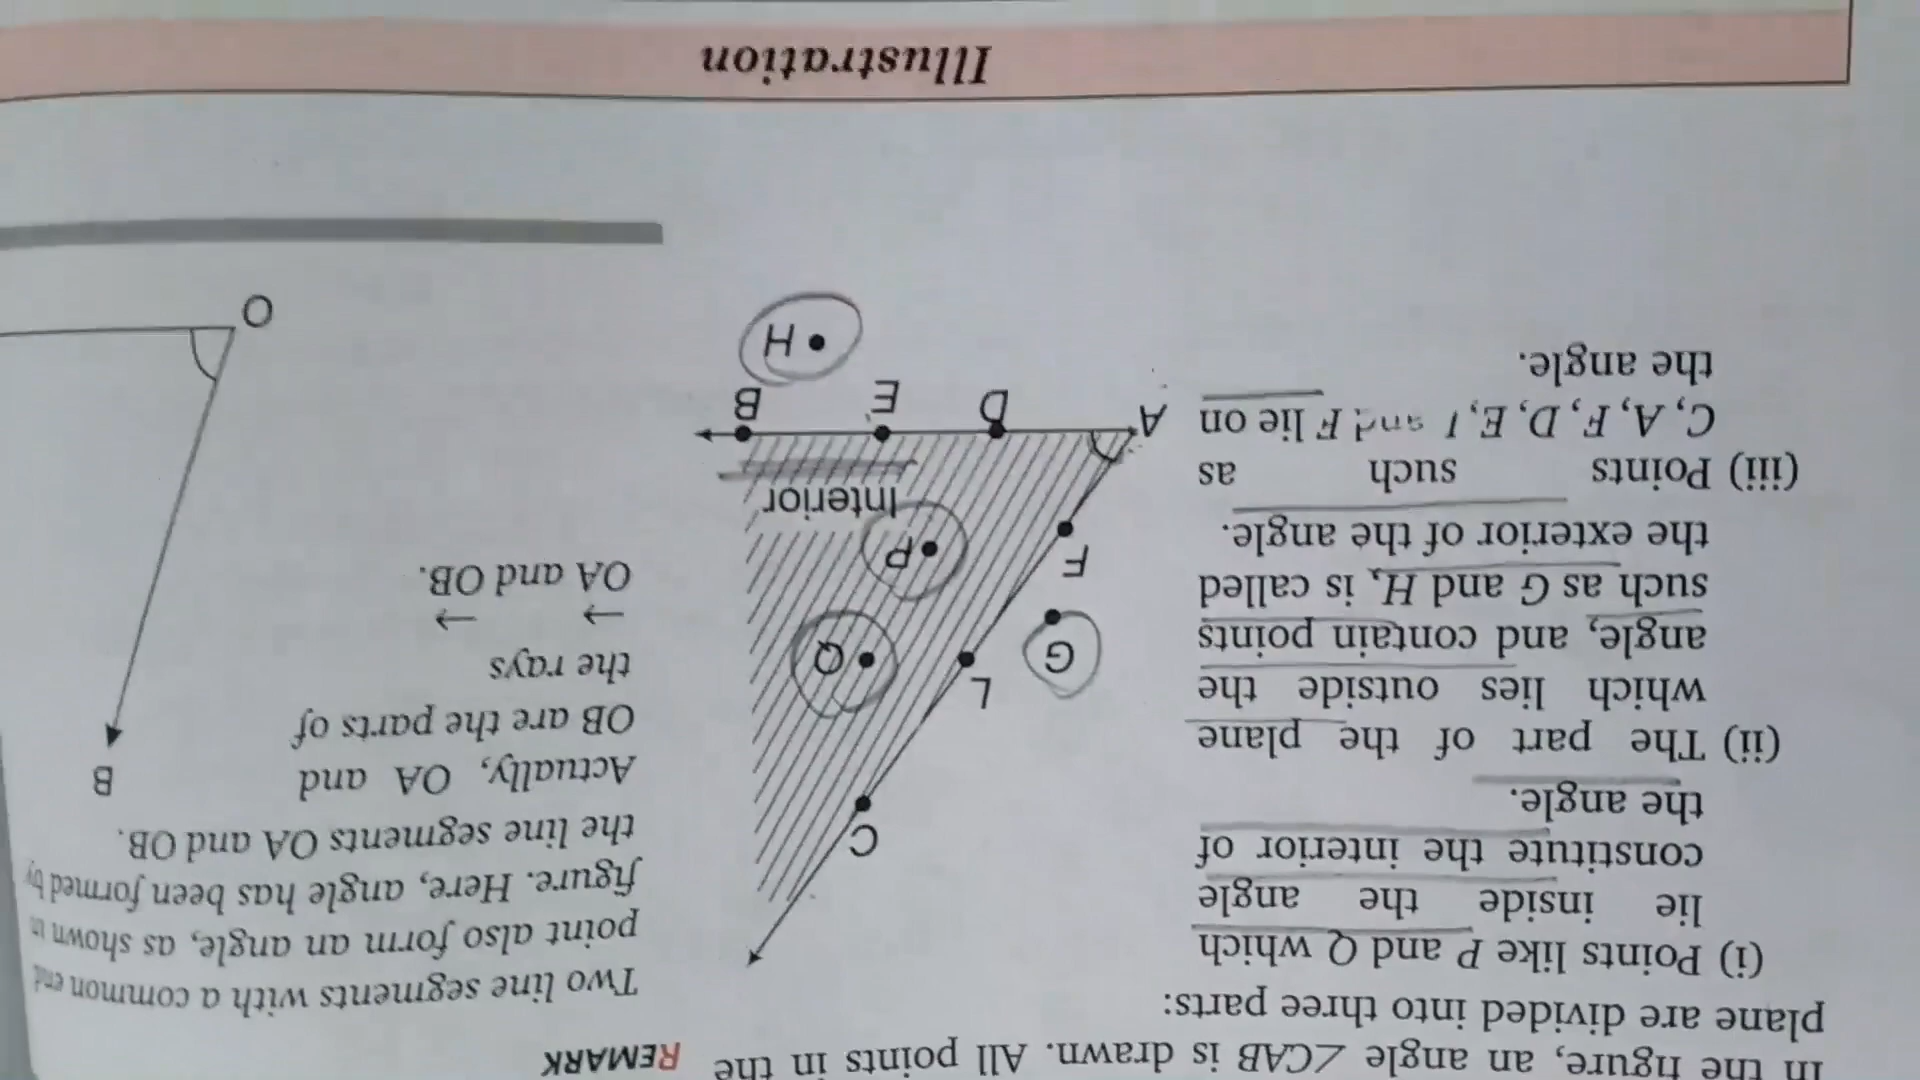 In the figure, an angle ∠CAB is drawn. All points in the
plane are divided into three parts:
(i) Points like P and Q which
lie inside the angle
constitute the interior of
the angle.
(ii) The part of the plane
which lies outside the
angle, and contain points
such as G and H, is called
the exterior of the angle.
(iii) Points such as
C, A, F, D, E, and F lie on
the angle.
C
L
G
Q
F
P
Interior
A
D
E
B
H
REMARK
Two line segments with a common end
point also form an angle, as shown in
figure. Here, angle has been formed by
the line segments OA and OB.
Actually, OA and
OB are the parts of
the rays
→ →
OA and OB.
B
O
Illustration